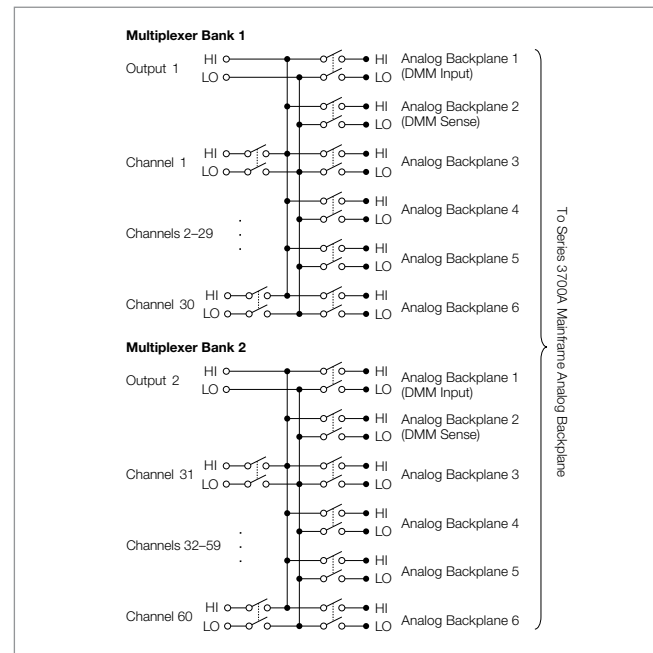 Multiplexer Bank 1
Output 1 HI HI Analog Backplane 1
LO LO (DMM Input)
HI Analog Backplane 2
LO (DMM Sense)
Channel 1 HI HI Analog Backplane 3
LO LO
HI Analog Backplane 4
LO
Channels 2–29
HI Analog Backplane 5
LO
Channel 30 HI HI Analog Backplane 6
LO LO
Multiplexer Bank 2
Output 2 HI HI Analog Backplane 1
LO LO (DMM Input)
HI Analog Backplane 2
LO (DMM Sense)
Channel 31 HI HI Analog Backplane 3
LO LO
HI Analog Backplane 4
LO
Channels 32–59
HI Analog Backplane 5
LO
Channel 60 HI HI Analog Backplane 6
LO LO
To Series 3700A Mainframe Analog Backplane